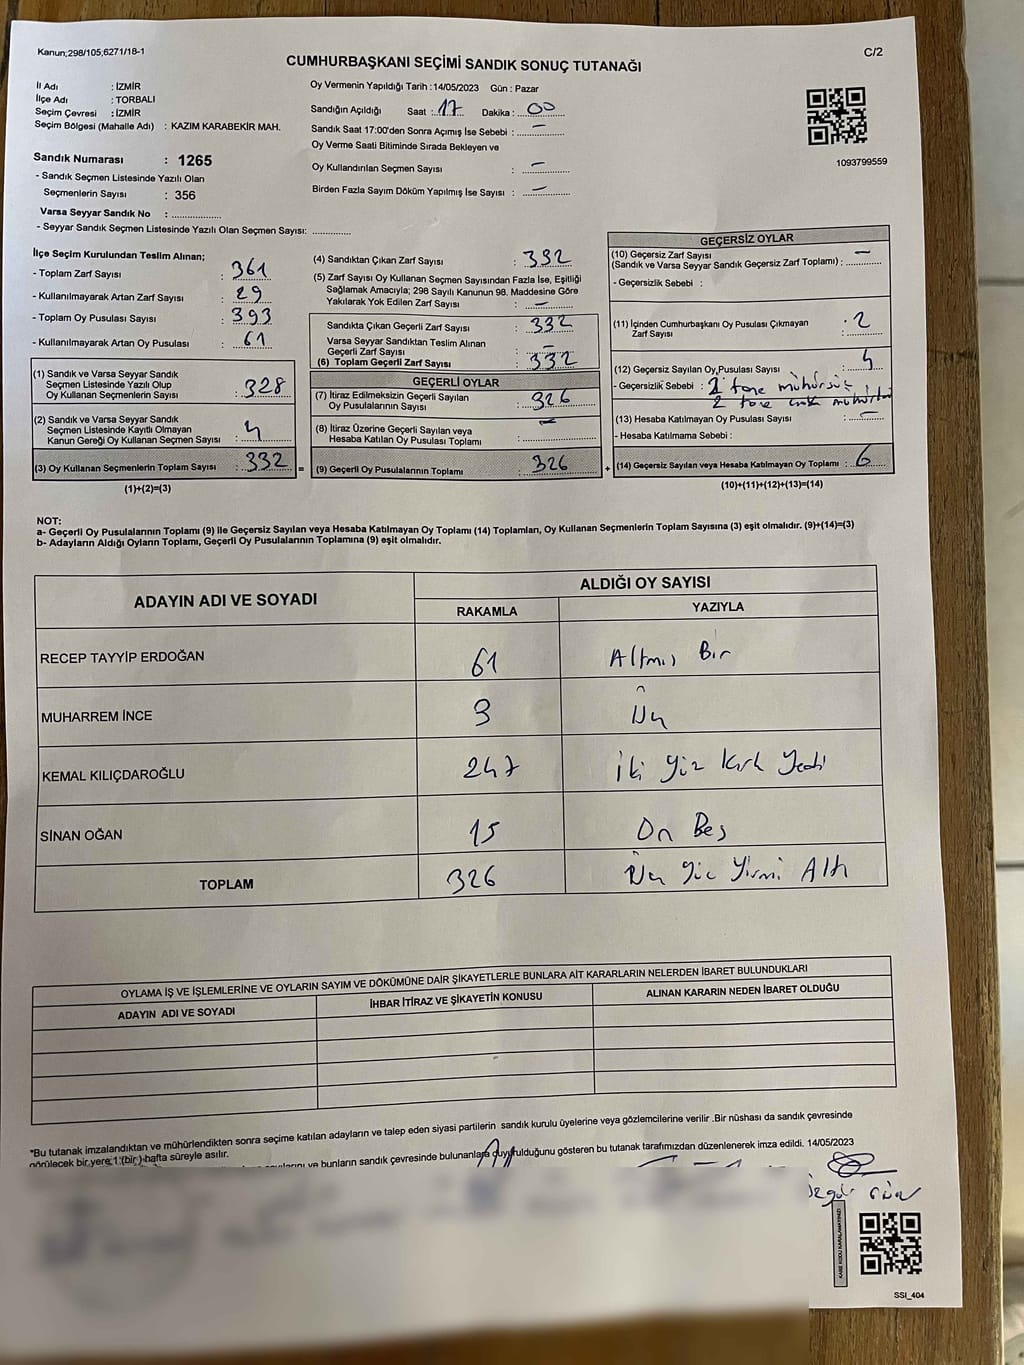 Kanun;298/105;6271/18-1
C/2
CUMHURBAŞKANI SEÇİMİ SANDIK SONUÇ TUTANAĞI
İl Adı : İZMİR
İlçe Adı : TORBALI
Seçim Çevresi : İZMİR
Seçim Bölgesi (Mahalle Adı) : KAZIM KARABEKİR MAH.
Sandık Numarası : 1265
- Sandık Seçmen Listesinde Yazılı Olan
Seçmenlerin Sayısı : 356
Varsa Seyyar Sandık No : ....................
- Seyyar Sandık Seçmen Listesinde Yazılı Olan Seçmen Sayısı: ...............
Oy Vermenin Yapıldığı Tarih : 14/05/2023 Gün : Pazar
Sandığın Açıldığı Saat : 17 Dakika : 00
Sandık Saat 17:00'den Sonra Açımış İse Sebebi : –
Oy Verme Saati Bitiminde Sırada Bekleyen ve
Oy Kullandırılan Seçmen Sayısı : –
Birden Fazla Sayım Döküm Yapılmış İse Sayısı : –
1093799559
İlçe Seçim Kurulundan Teslim Alınan;
- Toplam Zarf Sayısı : 361
- Kullanılmayarak Artan Zarf Sayısı : 29
- Toplam Oy Pusulası Sayısı : 393
- Kullanılmayarak Artan Oy Pusulası : 61
(1) Sandık ve Varsa Seyyar Sandık
Seçmen Listesinde Yazılı Olup
Oy Kullanan Seçmenlerin Sayısı : 328
(2) Sandık ve Varsa Seyyar Sandık
Seçmen Listesinde Kayıtlı Olmayan
Kanun Gereği Oy Kullanan Seçmen Sayısı : 4
(3) Oy Kullanan Seçmenlerin Toplam Sayısı : 332 =
(1)+(2)=(3)
(4) Sandıktan Çıkan Zarf Sayısı : 332
(5) Zarf Sayısı Oy Kullanan Seçmen Sayısından Fazla İse, Eşitliği
Sağlamak Amacıyla; 298 Sayılı Kanunun 98. Maddesine Göre
Yakılarak Yok Edilen Zarf Sayısı : –
Sandıkta Çıkan Geçerli Zarf Sayısı : 332
Varsa Seyyar Sandıktan Teslim Alınan
Geçerli Zarf Sayısı : –
(6) Toplam Geçerli Zarf Sayısı : 332
GEÇERLİ OYLAR
(7) İtiraz Edilmeksizin Geçerli Sayılan
Oy Pusulalarının Sayısı : 326
(8) İtiraz Üzerine Geçerli Sayılan veya
Hesaba Katılan Oy Pusulası Toplamı : –
(9) Geçerli Oy Pusulalarının Toplamı : 326 +
GEÇERSİZ OYLAR
(10) Geçersiz Zarf Sayısı
(Sandık ve Varsa Seyyar Sandık Geçersiz Zarf Toplamı) : –
- Geçersizlik Sebebi :
(11) İçinden Cumhurbaşkanı Oy Pusulası Çıkmayan
Zarf Sayısı : 2
(12) Geçersiz Sayılan Oy Pusulası Sayısı : 4
- Geçersizlik Sebebi : 2 tane mühürsüz
2 tane
(13) Hesaba Katılmayan Oy Pusulası Sayısı : –
- Hesaba Katılmama Sebebi :
(14) Geçersiz Sayılan veya Hesaba Katılmayan Oy Toplamı : 6
(10)+(11)+(12)+(13)=(14)
NOT:
a- Geçerli Oy Pusulalarının Toplamı (9) ile Geçersiz Sayılan veya Hesaba Katılmayan Oy Toplamı (14) Toplamları, Oy Kullanan Seçmenlerin Toplam Sayısına (3) eşit olmalıdır. (9)+(14)=(3)
b- Adayların Aldığı Oyların Toplamı, Geçerli Oy Pusulalarının Toplamına (9) eşit olmalıdır.
ADAYIN ADI VE SOYADI
ALDIĞI OY SAYISI
RAKAMLA YAZIYLA
RECEP TAYYİP ERDOĞAN 61 Altmış Bir
MUHARREM İNCE 3 Üç
KEMAL KILIÇDAROĞLU 247 İki Yüz Kırk Yedi
SİNAN OĞAN 15 On Beş
TOPLAM 326 Üç Yüz Yirmi Altı
OYLAMA İŞ VE İŞLEMLERİNE VE OYLARIN SAYIM VE DÖKÜMÜNE DAİR ŞİKAYETLERLE BUNLARA AİT KARARLARIN NELERDEN İBARET BULUNDUKLARI
ADAYIN ADI VE SOYADI İHBAR İTİRAZ VE ŞİKAYETİN KONUSU ALINAN KARARIN NEDEN İBARET OLDUĞU
*Bu tutanak imzalandıktan ve mühürlendikten sonra seçime katılan adayların ve talep eden siyasi partilerin sandık kurulu üyelerine veya gözlemcilerine verilir .Bir nüshası da sandık çevresinde
görülecek bir yere 1 (bir) hafta süreyle asılır.
ve bunların sandık çevresinde bulunanlara duyurulduğunu gösteren bu tutanak tarafımızdan düzenlenerek imza edildi. 14/05/2023
SSI_404